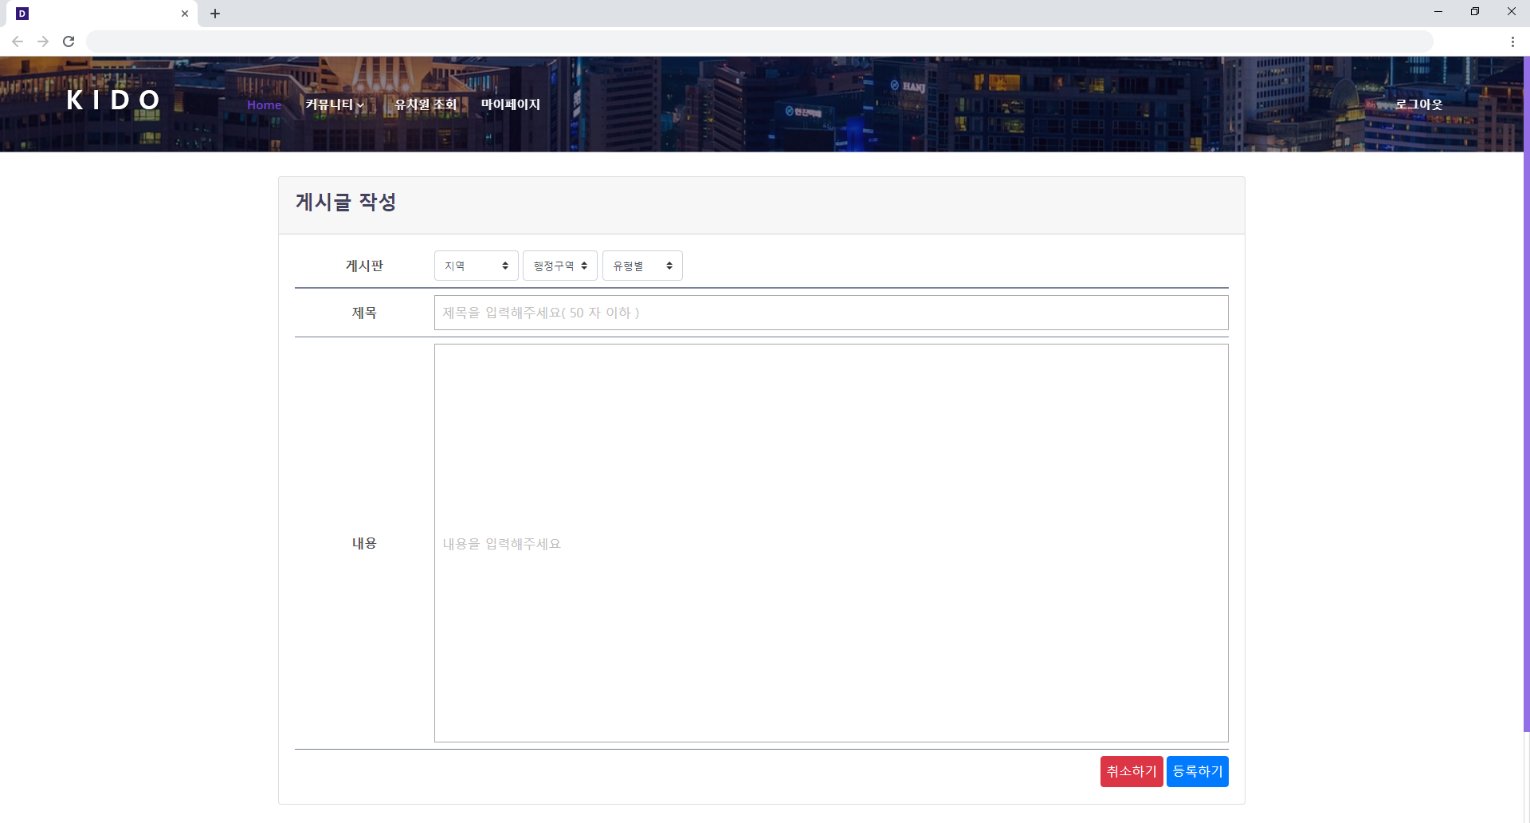 D
KIDO
Home 커뮤니티 유치원 조회 마이페이지 로그아웃
HANJ
게시글 작성
게시판 지역 행정구역 유형별
제목 제목을 입력해주세요( 50 자 이하 )
내용 내용을 입력해주세요
취소하기 등록하기